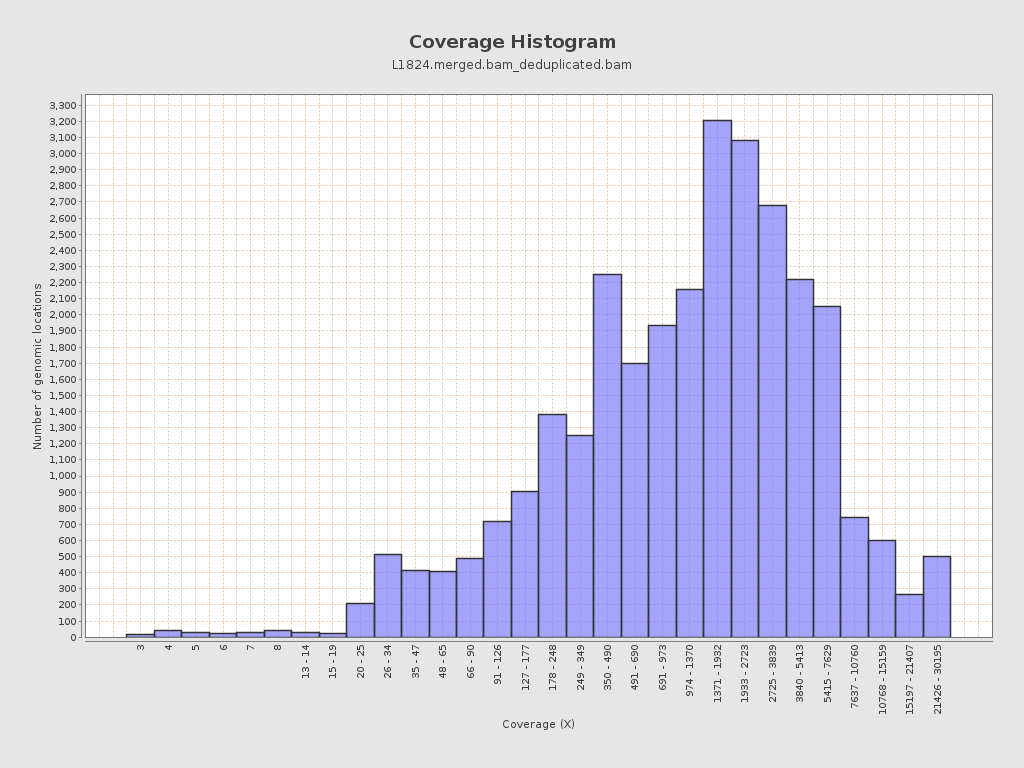 Coverage Histogram
L1824.merged.bam_deduplicated.bam
Number of genomic locations
3,300
3,200
3,100
3,000
2,900
2,800
2,700
2,600
2,500
2,400
2,300
2,200
2,100
2,000
1,900
1,800
1,700
1,600
1,500
1,400
1,300
1,200
1,100
1,000
900
800
700
600
500
400
300
200
100
0
3
4
5
6
7
8
13 - 14
15 - 19
20 - 25
26 - 34
35 - 47
48 - 65
66 - 90
91 - 126
127 - 177
178 - 248
249 - 349
350 - 490
491 - 690
691 - 973
974 - 1370
1371 - 1932
1933 - 2723
2725 - 3839
3840 - 5413
5415 - 7629
7637 - 10760
10768 - 15159
15197 - 21407
21426 - 30195
Coverage (X)